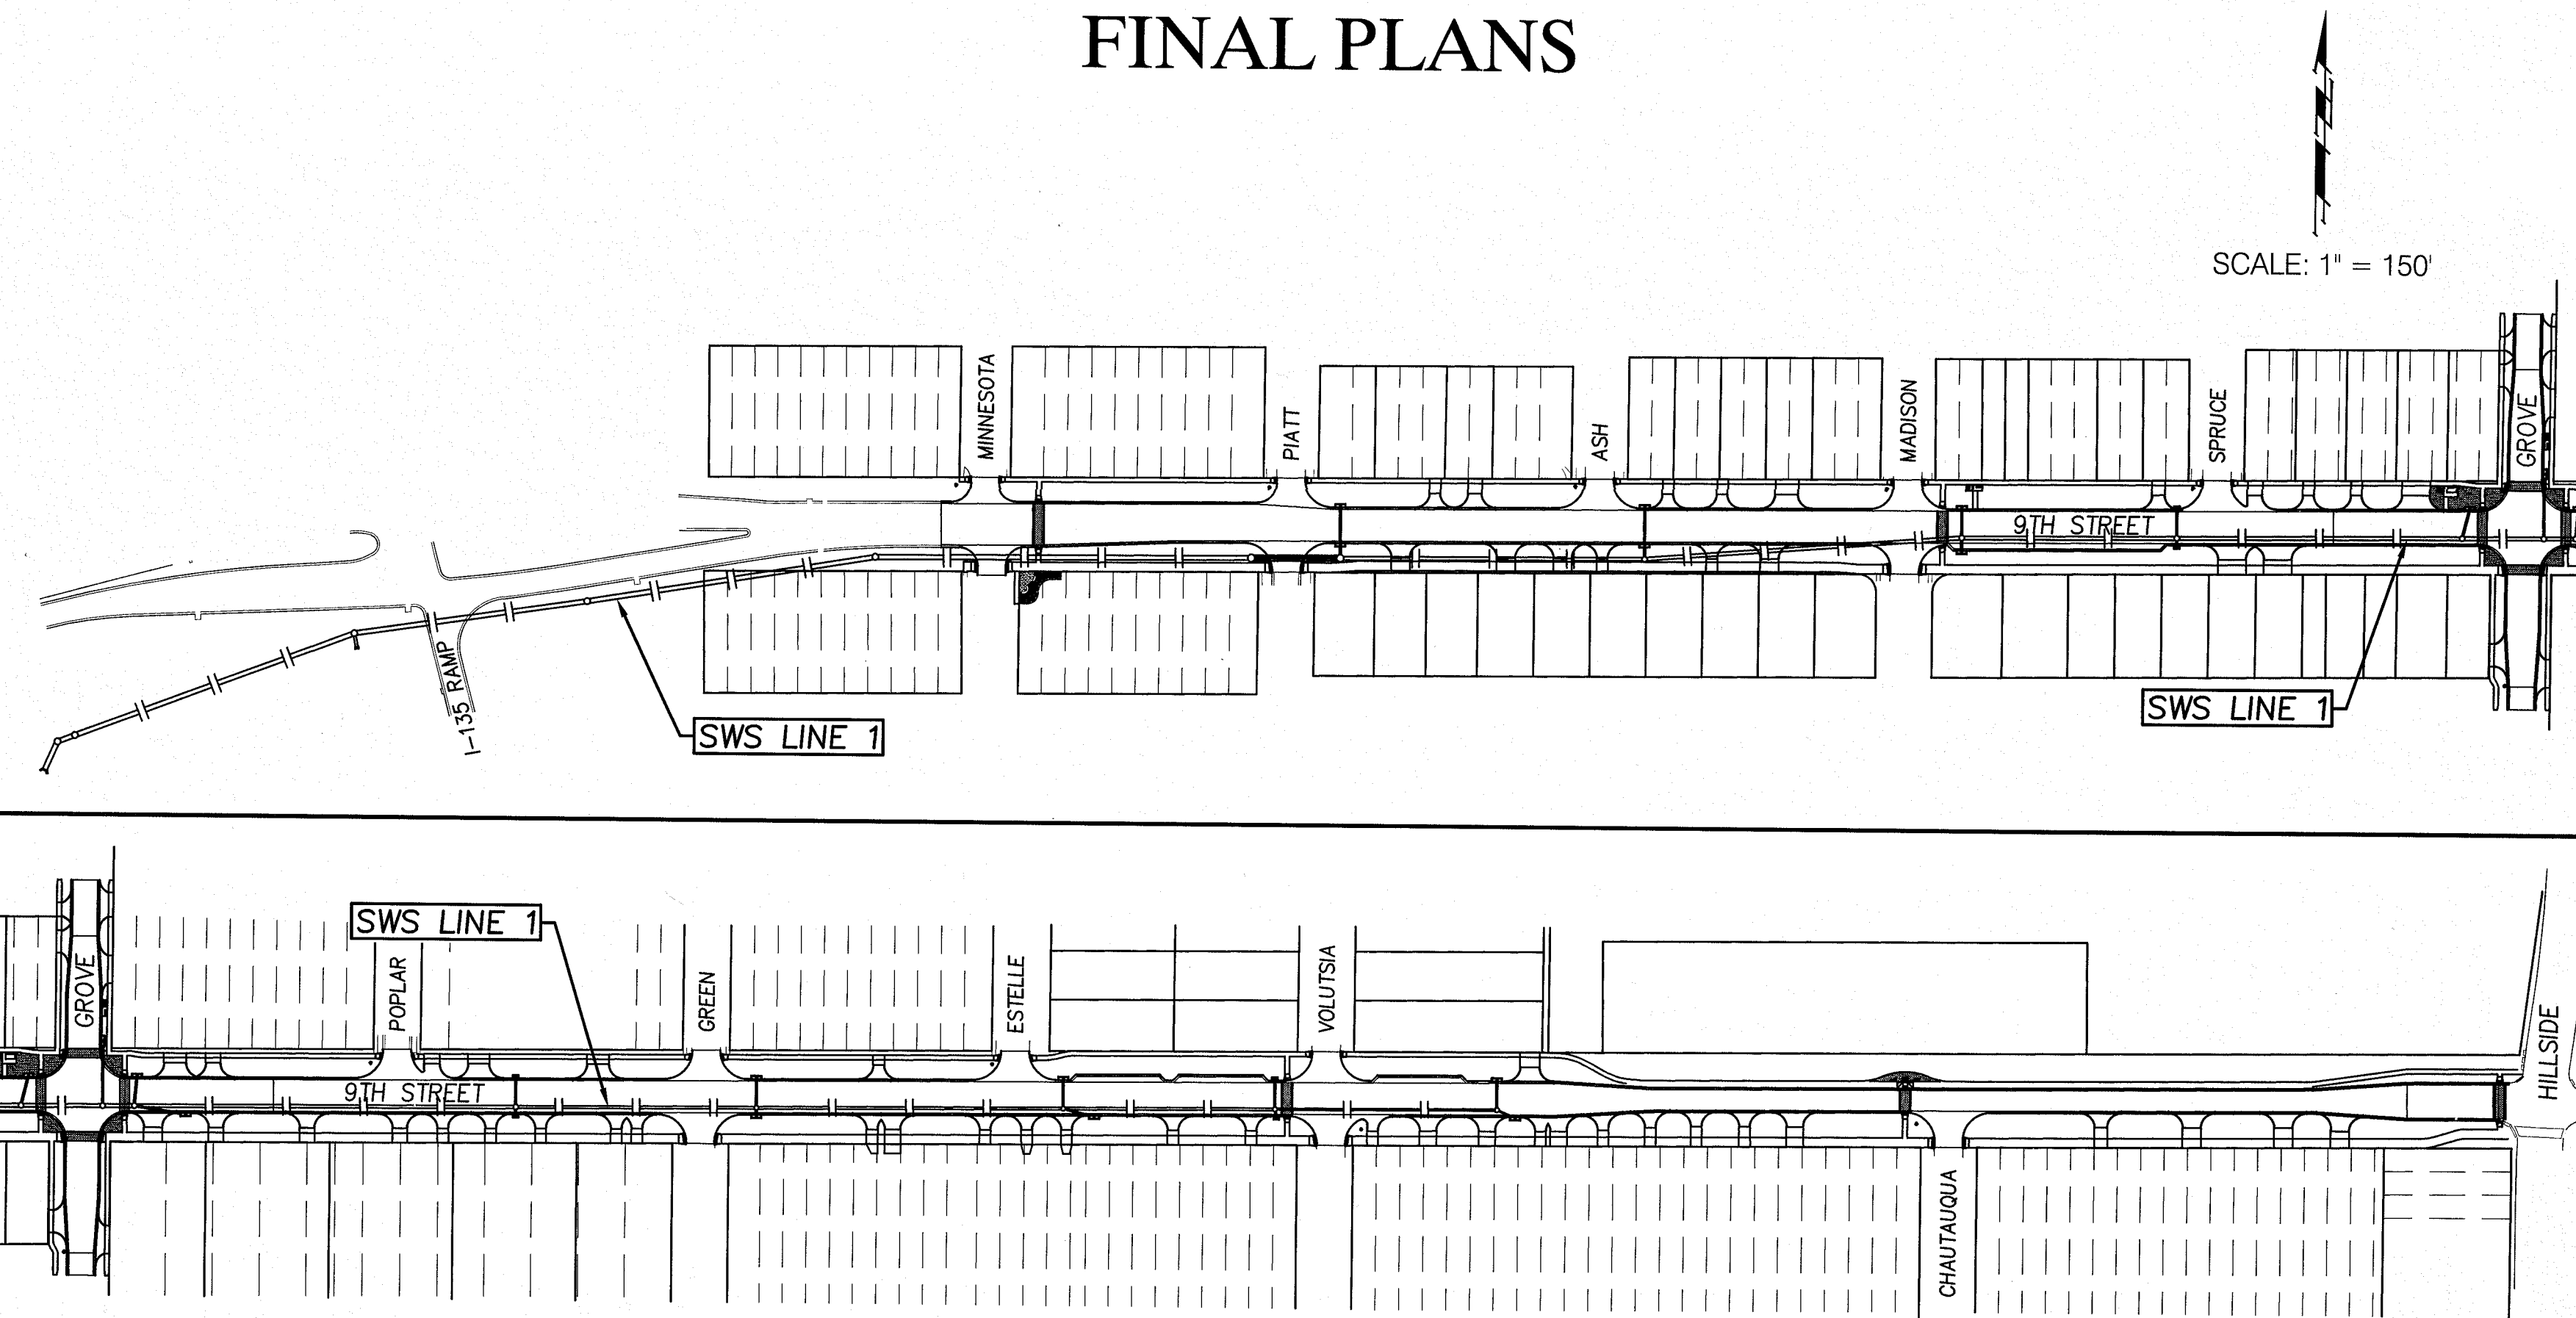 FINAL PLANS
SCALE: 1" = 150'
MINNESOTA
PIATT
ASH
MADISON
SPRUCE
GROVE
9TH STREET
I-135 RAMP
SWS LINE 1
SWS LINE 1
SWS LINE 1
GROVE
POPLAR
GREEN
ESTELLE
VOLUTSIA
HILLSIDE
9TH STREET
CHAUTAUQUA